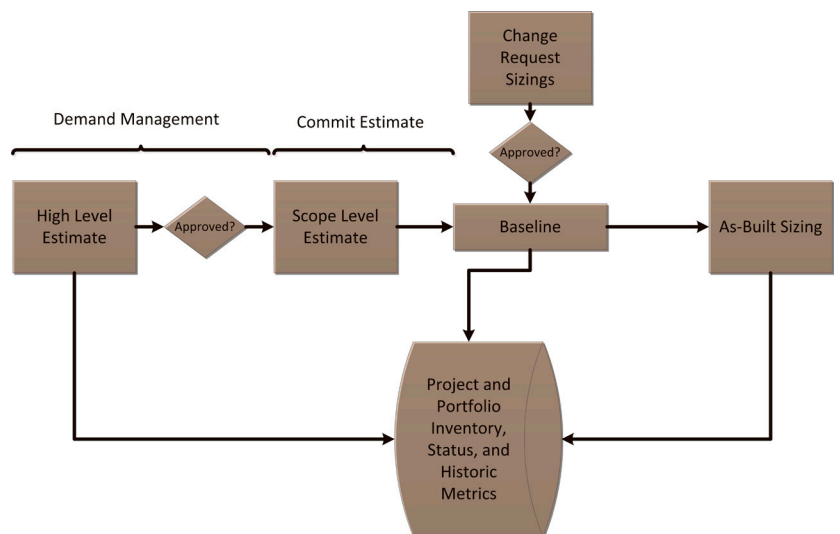 Change
Request
Sizings
Demand Management
Commit Estimate
Approved?
High Level
Estimate
Approved?
Scope Level
Estimate
Baseline
As-Built Sizing
Project and
Portfolio
Inventory,
Status, and
Historic
Metrics